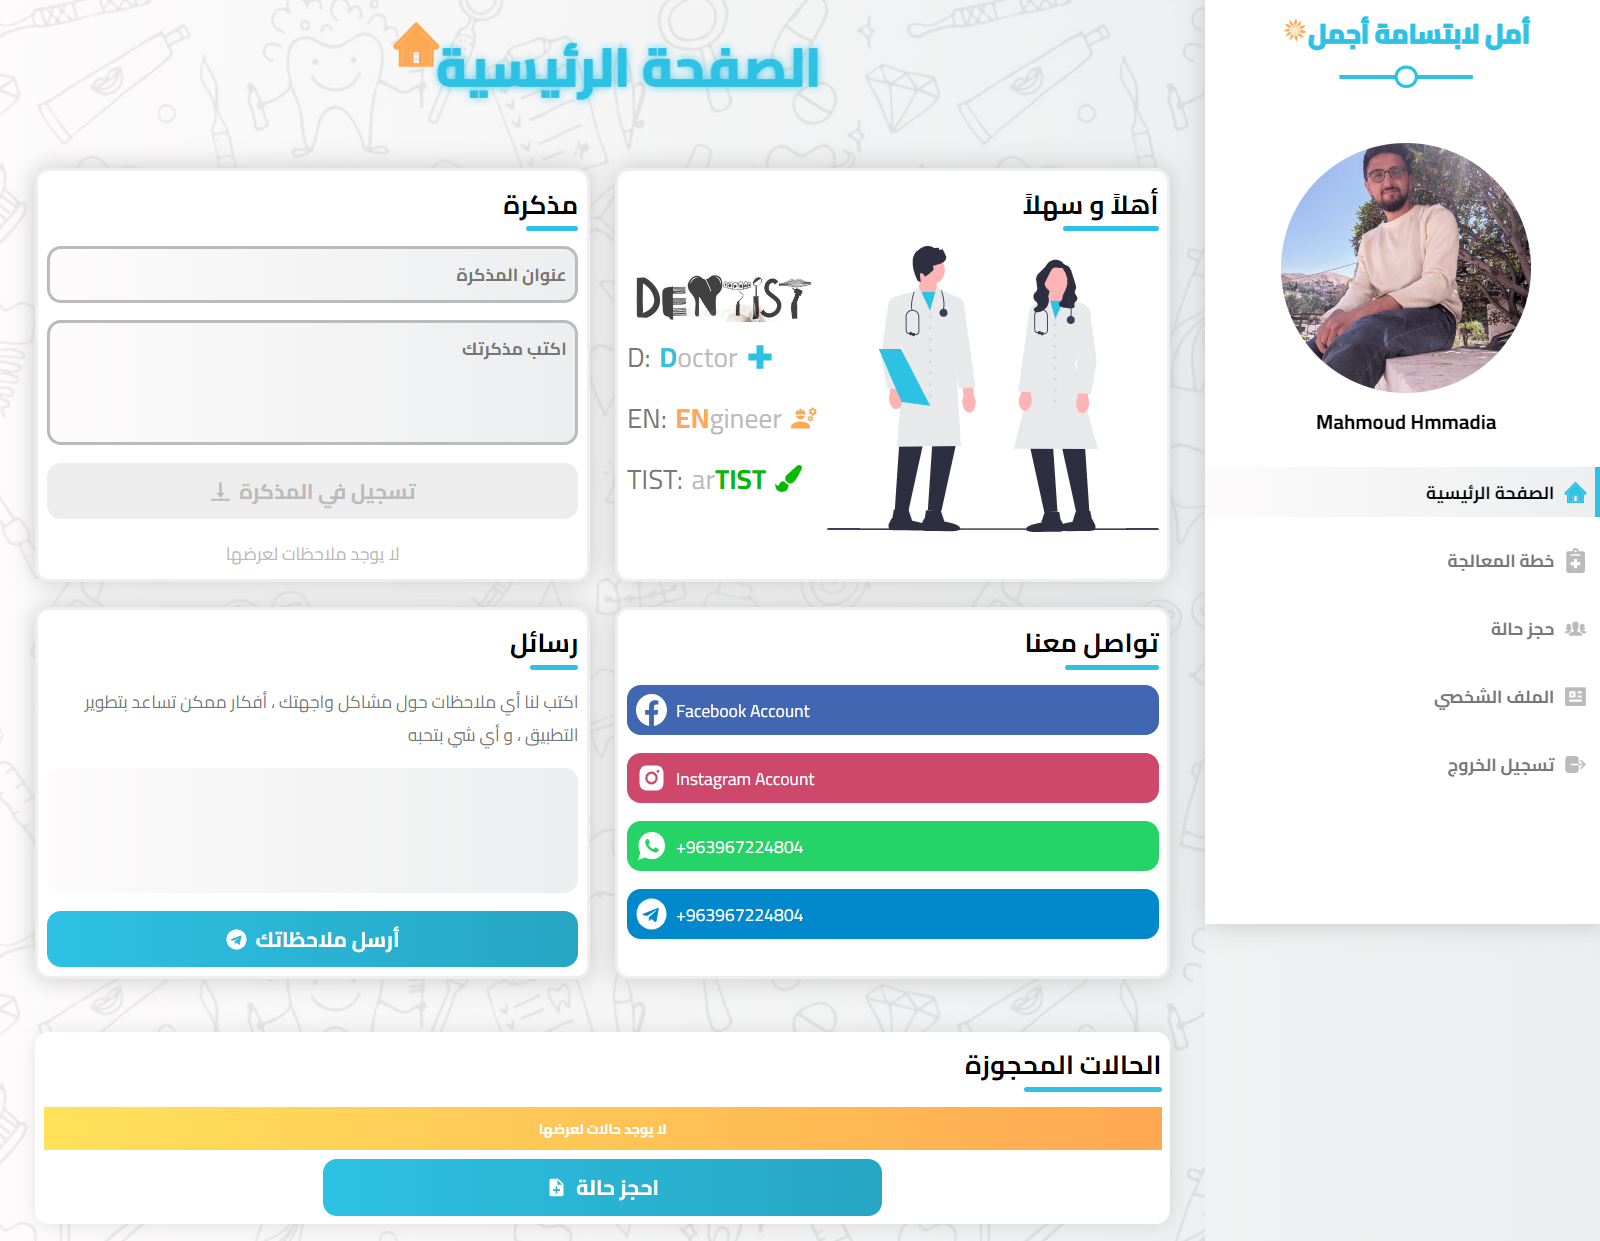 أمل لابتسامة أجمل
Mahmoud Hmmadia
الصفحة الرئيسية
خطة المعالجة
حجز حالة
الملف الشخصي
تسجيل الخروج
الصفحة الرئيسية
أهلاً و سهلاً
DENTIST
D: Doctor
EN: ENgineer
TIST: arTIST
مذكرة
عنوان المذكرة
اكتب مذكرتك
تسجيل في المذكرة
لا يوجد ملاحظات لعرضها
تواصل معنا
Facebook Account
Instagram Account
+963967224804
+963967224804
رسائل
اكتب لنا أي ملاحظات حول مشاكل واجهتك ، أفكار ممكن تساعد بتطوير
التطبيق ، و أي شي بتحبه
أرسل ملاحظاتك
الحالات المحجوزة
لا يوجد حالات لعرضها
احجز حالة